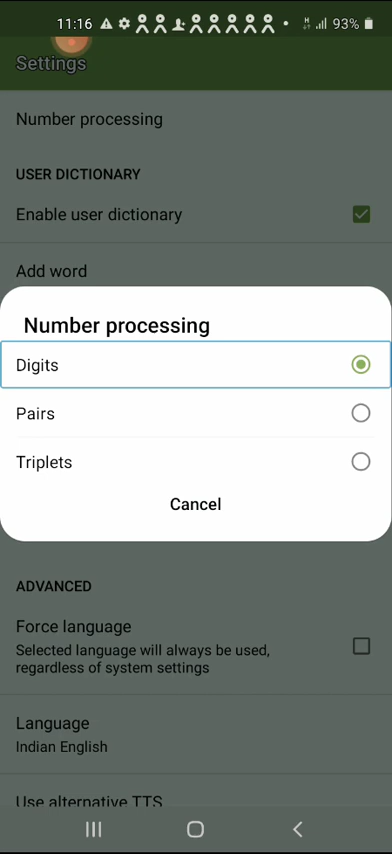 11:16 93%
Settings
Number processing
USER DICTIONARY
Enable user dictionary
Add word
Number processing
Digits
Pairs
Triplets
Cancel
ADVANCED
Force language
Selected language will always be used,
regardless of system settings
Language
Indian English
Use alternative TTS